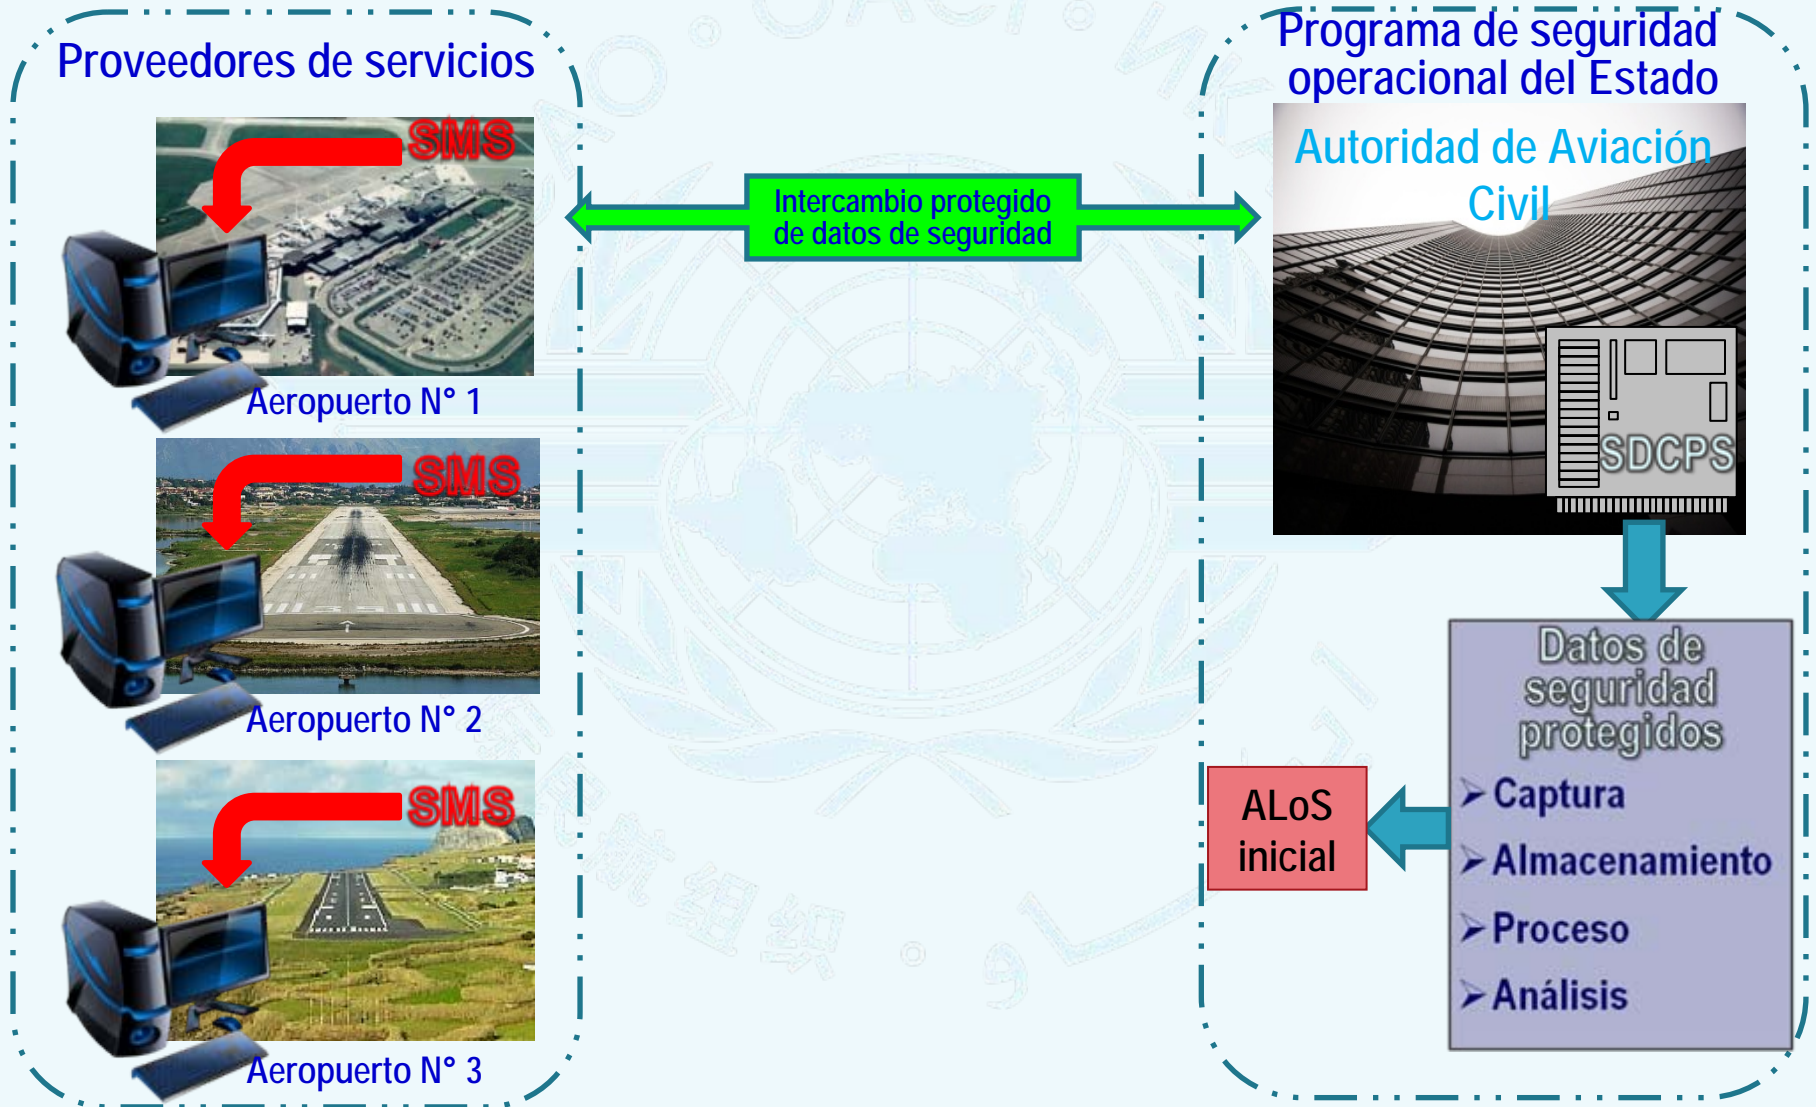 Proveedores de servicios
SMS
Aeropuerto N° 1
SMS
Aeropuerto N° 2
SMS
Aeropuerto N° 3
Intercambio protegido
de datos de seguridad
Programa de seguridad
operacional del Estado
Autoridad de Aviación
Civil
SDCPS
Datos de
seguridad
protegidos
➢ Captura
➢ Almacenamiento
➢ Proceso
➢ Análisis
ALoS
inicial